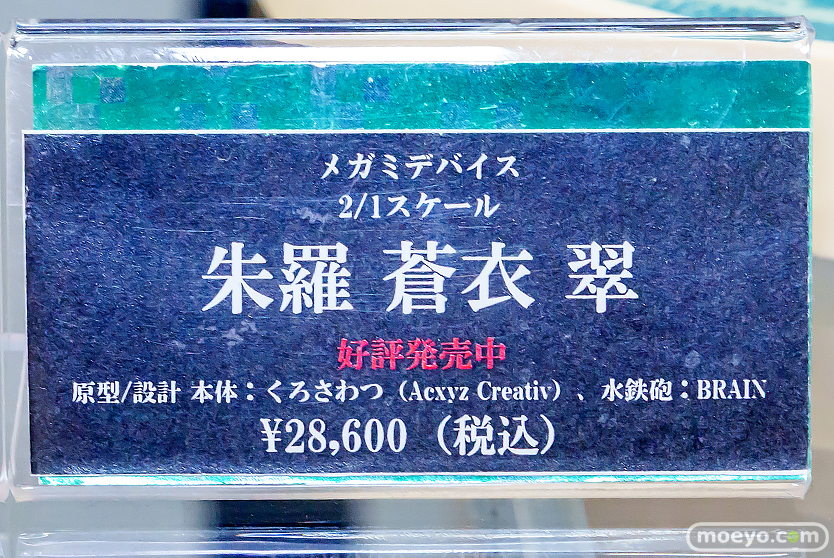 メガミデバイス
2/1スケール
朱羅 蒼衣 翠
好評発売中
原型/設計 本体：くろさわつ（Acxyz Creativ）、水鉄砲：BRAIN
¥28,600（税込）
moeyo.com